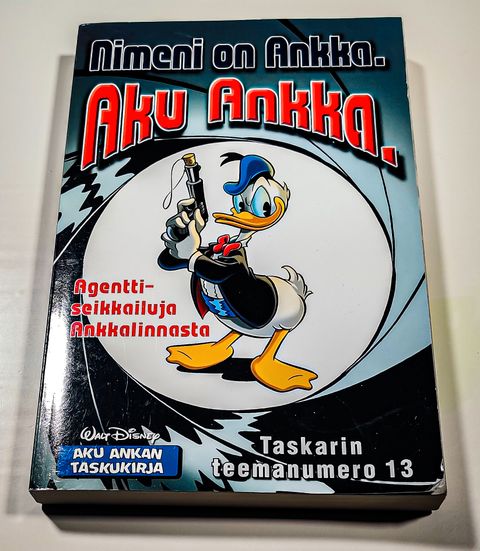 Nimeni on Ankka.
Aku Ankka.
Agentti-
seikkailuja
Ankkalinnasta
WALT DISNEY
AKU ANKAN
TASKUKIRJA
Taskarin
teemanumero 13